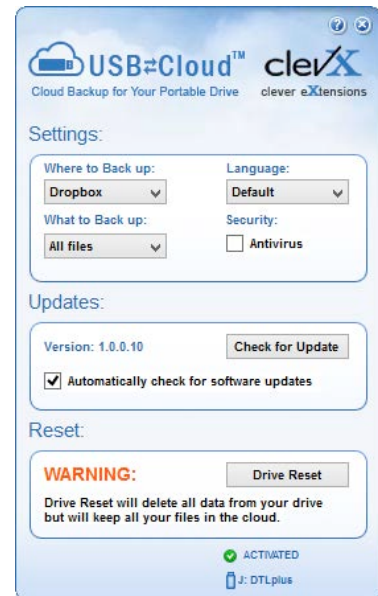 USB⇄Cloud™
clevX
Cloud Backup for Your Portable Drive
clever eXtensions
Settings:
Where to Back up:
Language:
Dropbox
Default
What to Back up:
Security:
All files
Antivirus
Updates:
Version: 1.0.0.10
Check for Update
Automatically check for software updates
Reset:
WARNING:
Drive Reset
Drive Reset will delete all data from your drive
but will keep all your files in the cloud.
ACTIVATED
J: DTLplus